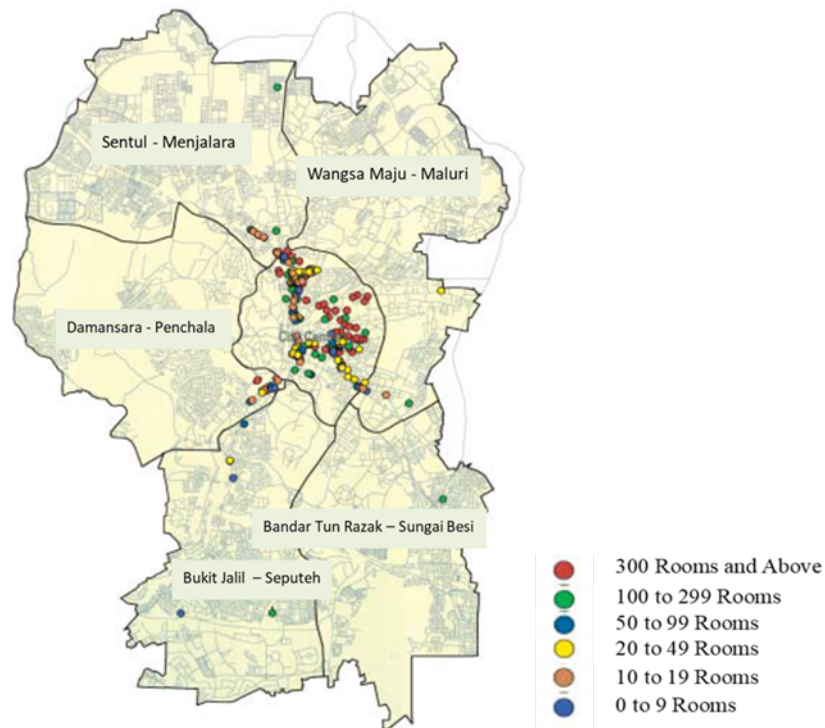 Sentul - Menjalara
Wangsa Maju - Maluri
Damansara - Penchala
City Centre
Bandar Tun Razak – Sungai Besi
Bukit Jalil – Seputeh
300 Rooms and Above
100 to 299 Rooms
50 to 99 Rooms
20 to 49 Rooms
10 to 19 Rooms
0 to 9 Rooms